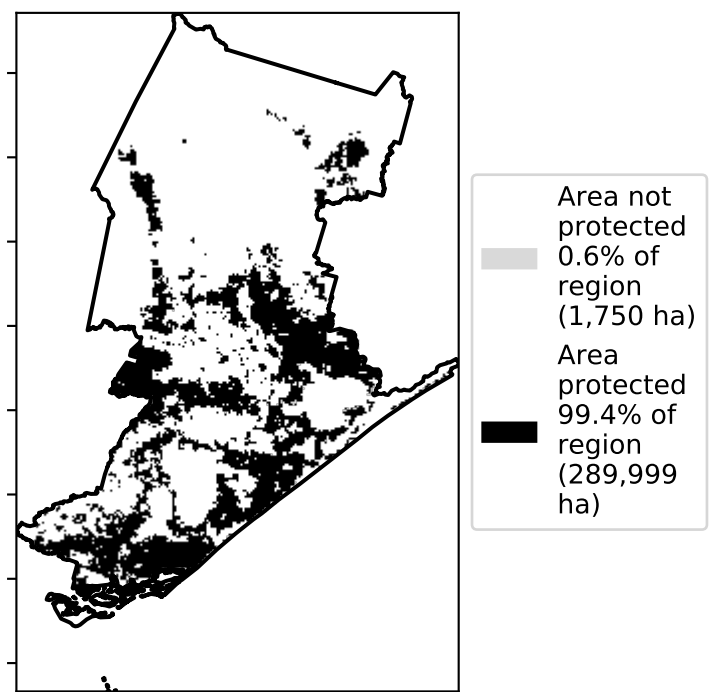 Area not
protected
0.6% of
region
(1,750 ha)
Area
protected
99.4% of
region
(289,999
ha)